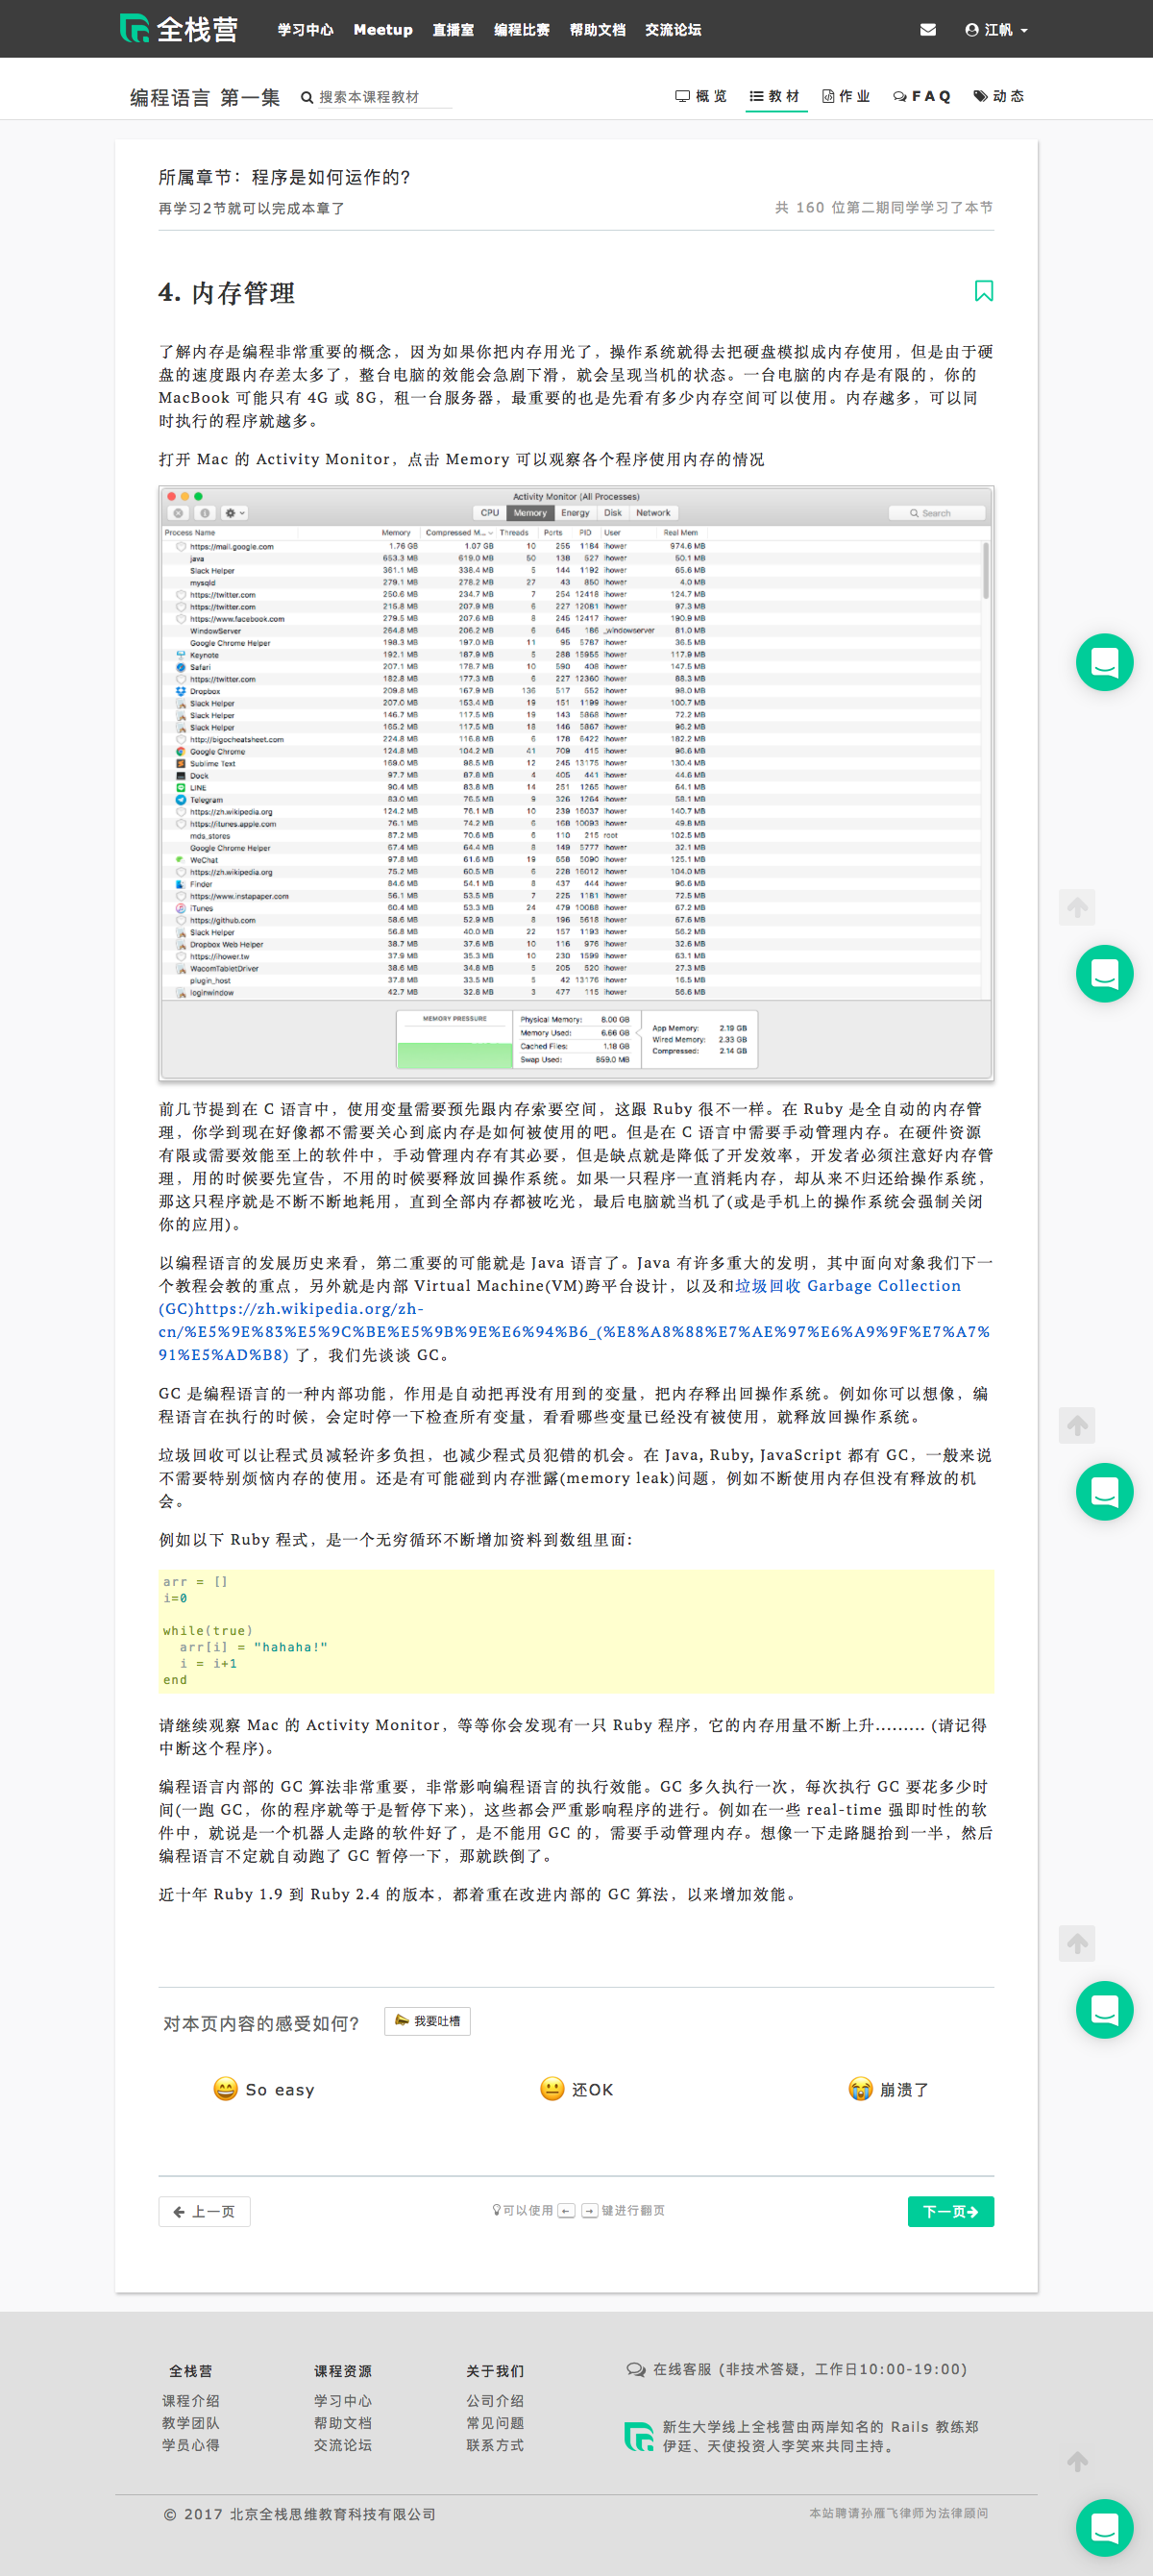 全栈营 学习中心 Meetup 直播室 编程比赛 帮助文档 交流论坛 江帆
编程语言 第一集 搜索本课程教材 概览 教材 作业 FAQ 动态
所属章节：程序是如何运作的?
再学习2节就可以完成本章了 共 160 位第二期同学学习了本节
4. 内存管理
了解内存是编程非常重要的概念，因为如果你把内存用光了，操作系统就得去把硬盘模拟成内存使用，但是由于硬
盘的速度跟内存差太多了，整台电脑的效能会急剧下滑，就会呈现当机的状态。一台电脑的内存是有限的，你的
MacBook 可能只有 4G 或 8G，租一台服务器，最重要的也是先看有多少内存空间可以使用。内存越多，可以同
时执行的程序就越多。
打开 Mac 的 Activity Monitor，点击 Memory 可以观察各个程序使用内存的情况
Activity Monitor (All Processes)
CPU Memory Energy Disk Network Search
Process Name Memory Compressed M... Threads Ports PID User Real Mem
https://mail.google.com 1.76 GB 1.07 GB 10 255 1184 ihower 974.6 MB
java 653.3 MB 619.0 MB 50 138 527 ihower 50.1 MB
Slack Helper 361.1 MB 338.4 MB 5 144 1192 ihower 65.6 MB
mysqld 279.1 MB 278.2 MB 27 43 850 ihower 4.0 MB
https://twitter.com 250.6 MB 234.7 MB 7 254 12418 ihower 124.7 MB
https://twitter.com 215.8 MB 207.9 MB 6 227 12081 ihower 97.3 MB
https://www.facebook.com 279.5 MB 207.6 MB 8 245 12417 ihower 190.9 MB
WindowServer 264.8 MB 206.2 MB 6 645 186 _windowserver 81.0 MB
Google Chrome Helper 198.3 MB 197.0 MB 11 95 5787 ihower 36.5 MB
Keynote 192.1 MB 187.9 MB 5 288 15955 ihower 117.9 MB
Safari 207.1 MB 178.7 MB 10 590 408 ihower 147.5 MB
https://twitter.com 182.8 MB 177.3 MB 6 227 12360 ihower 88.3 MB
Dropbox 209.8 MB 167.9 MB 136 517 552 ihower 98.0 MB
Slack Helper 207.0 MB 153.4 MB 19 151 1199 ihower 100.7 MB
Slack Helper 146.7 MB 117.5 MB 19 143 5868 ihower 72.2 MB
Slack Helper 165.2 MB 117.5 MB 18 146 5867 ihower 96.2 MB
http://bigocheatsheet.com 224.8 MB 116.8 MB 6 178 6422 ihower 182.2 MB
Google Chrome 124.8 MB 104.2 MB 41 709 415 ihower 96.6 MB
Sublime Text 169.0 MB 98.5 MB 12 245 13175 ihower 130.4 MB
Dock 97.7 MB 87.8 MB 4 405 441 ihower 44.6 MB
LINE 90.4 MB 83.8 MB 14 251 1265 ihower 64.1 MB
Telegram 83.0 MB 76.5 MB 9 326 1264 ihower 58.1 MB
https://zh.wikipedia.org 124.2 MB 76.1 MB 10 239 16037 ihower 140.7 MB
https://itunes.apple.com 76.1 MB 74.2 MB 6 168 10093 ihower 49.8 MB
mds_stores 87.2 MB 70.6 MB 6 110 215 root 102.5 MB
Google Chrome Helper 67.4 MB 64.4 MB 8 149 5777 ihower 32.1 MB
WeChat 97.8 MB 61.6 MB 19 658 5090 ihower 125.1 MB
https://zh.wikipedia.org 75.2 MB 60.5 MB 6 228 16012 ihower 104.0 MB
Finder 84.6 MB 54.1 MB 8 437 444 ihower 96.6 MB
https://www.instapaper.com 56.1 MB 53.5 MB 7 225 1181 ihower 72.5 MB
iTunes 60.4 MB 53.3 MB 24 479 10088 ihower 67.2 MB
https://github.com 58.6 MB 52.9 MB 8 196 5618 ihower 67.6 MB
Slack Helper 56.8 MB 40.0 MB 22 157 1193 ihower 56.2 MB
Dropbox Web Helper 38.7 MB 37.6 MB 10 116 976 ihower 32.6 MB
https://ihower.tw 37.9 MB 35.3 MB 10 230 1599 ihower 63.1 MB
WacomTabletDriver 38.6 MB 34.8 MB 5 205 520 ihower 27.3 MB
plugin_host 37.8 MB 33.5 MB 5 42 13176 ihower 16.5 MB
loginwindow 42.7 MB 32.8 MB 3 477 115 ihower 56.6 MB
MEMORY PRESSURE
Physical Memory: 8.00 GB
Memory Used: 6.66 GB
Cached Files: 1.18 GB
Swap Used: 859.0 MB
App Memory: 2.19 GB
Wired Memory: 2.33 GB
Compressed: 2.14 GB
前几节提到在 C 语言中，使用变量需要预先跟内存索要空间，这跟 Ruby 很不一样。在 Ruby 是全自动的内存管
理，你学到现在好像都不需要关心到底内存是如何被使用的吧。但是在 C 语言中需要手动管理内存。在硬件资源
有限或需要效能至上的软件中，手动管理内存有其必要，但是缺点就是降低了开发效率，开发者必须注意好内存管
理，用的时候要先宣告，不用的时候要释放回操作系统。如果一只程序一直消耗内存，却从来不归还给操作系统，
那这只程序就是不断不断地耗用，直到全部内存都被吃光，最后电脑就当机了(或是手机上的操作系统会强制关闭
你的应用)。
以编程语言的发展历史来看，第二重要的可能就是 Java 语言了。Java 有许多重大的发明，其中面向对象我们下一
个教程会教的重点，另外就是内部 Virtual Machine(VM)跨平台设计，以及和垃圾回收 Garbage Collection
(GC)https://zh.wikipedia.org/zh-
cn/%E5%9E%83%E5%9C%BE%E5%9B%9E%E6%94%B6_(%E8%A8%88%E7%AE%97%E6%A9%9F%E7%A7%
91%E5%AD%B8) 了，我们先谈谈 GC。
GC 是编程语言的一种内部功能，作用是自动把再没有用到的变量，把内存释出回操作系统。例如你可以想像，编
程语言在执行的时候，会定时停一下检查所有变量，看看哪些变量已经没有被使用，就释放回操作系统。
垃圾回收可以让程式员减轻许多负担，也减少程式员犯错的机会。在 Java, Ruby, JavaScript 都有 GC，一般来说
不需要特别烦恼内存的使用。还是有可能碰到内存泄露(memory leak)问题，例如不断使用内存但没有释放的机
会。
例如以下 Ruby 程式，是一个无穷循环不断增加资料到数组里面:
arr = []
i=0
while(true)
arr[i] = "hahaha!"
i = i+1
end
请继续观察 Mac 的 Activity Monitor，等等你会发现有一只 Ruby 程序，它的内存用量不断上升......... (请记得
中断这个程序)。
编程语言内部的 GC 算法非常重要，非常影响编程语言的执行效能。GC 多久执行一次，每次执行 GC 要花多少时
间(一跑 GC，你的程序就等于是暂停下来)，这些都会严重影响程序的进行。例如在一些 real-time 强即时性的软
件中，就说是一个机器人走路的软件好了，是不能用 GC 的，需要手动管理内存。想像一下走路腿抬到一半，然后
编程语言不定就自动跑了 GC 暂停一下，那就跌倒了。
近十年 Ruby 1.9 到 Ruby 2.4 的版本，都着重在改进内部的 GC 算法，以来增加效能。
对本页内容的感受如何? 我要吐槽
So easy 还OK 崩溃了
上一页 可以使用 ← → 键进行翻页 下一页
全栈营 课程资源 关于我们 在线客服 (非技术答疑，工作日10:00-19:00)
课程介绍 学习中心 公司介绍
教学团队 帮助文档 常见问题 新生大学线上全栈营由两岸知名的 Rails 教练郑
学员心得 交流论坛 联系方式 伊廷、天使投资人李笑来共同主持。
© 2017 北京全栈思维教育科技有限公司 本站聘请孙雁飞律师为法律顾问